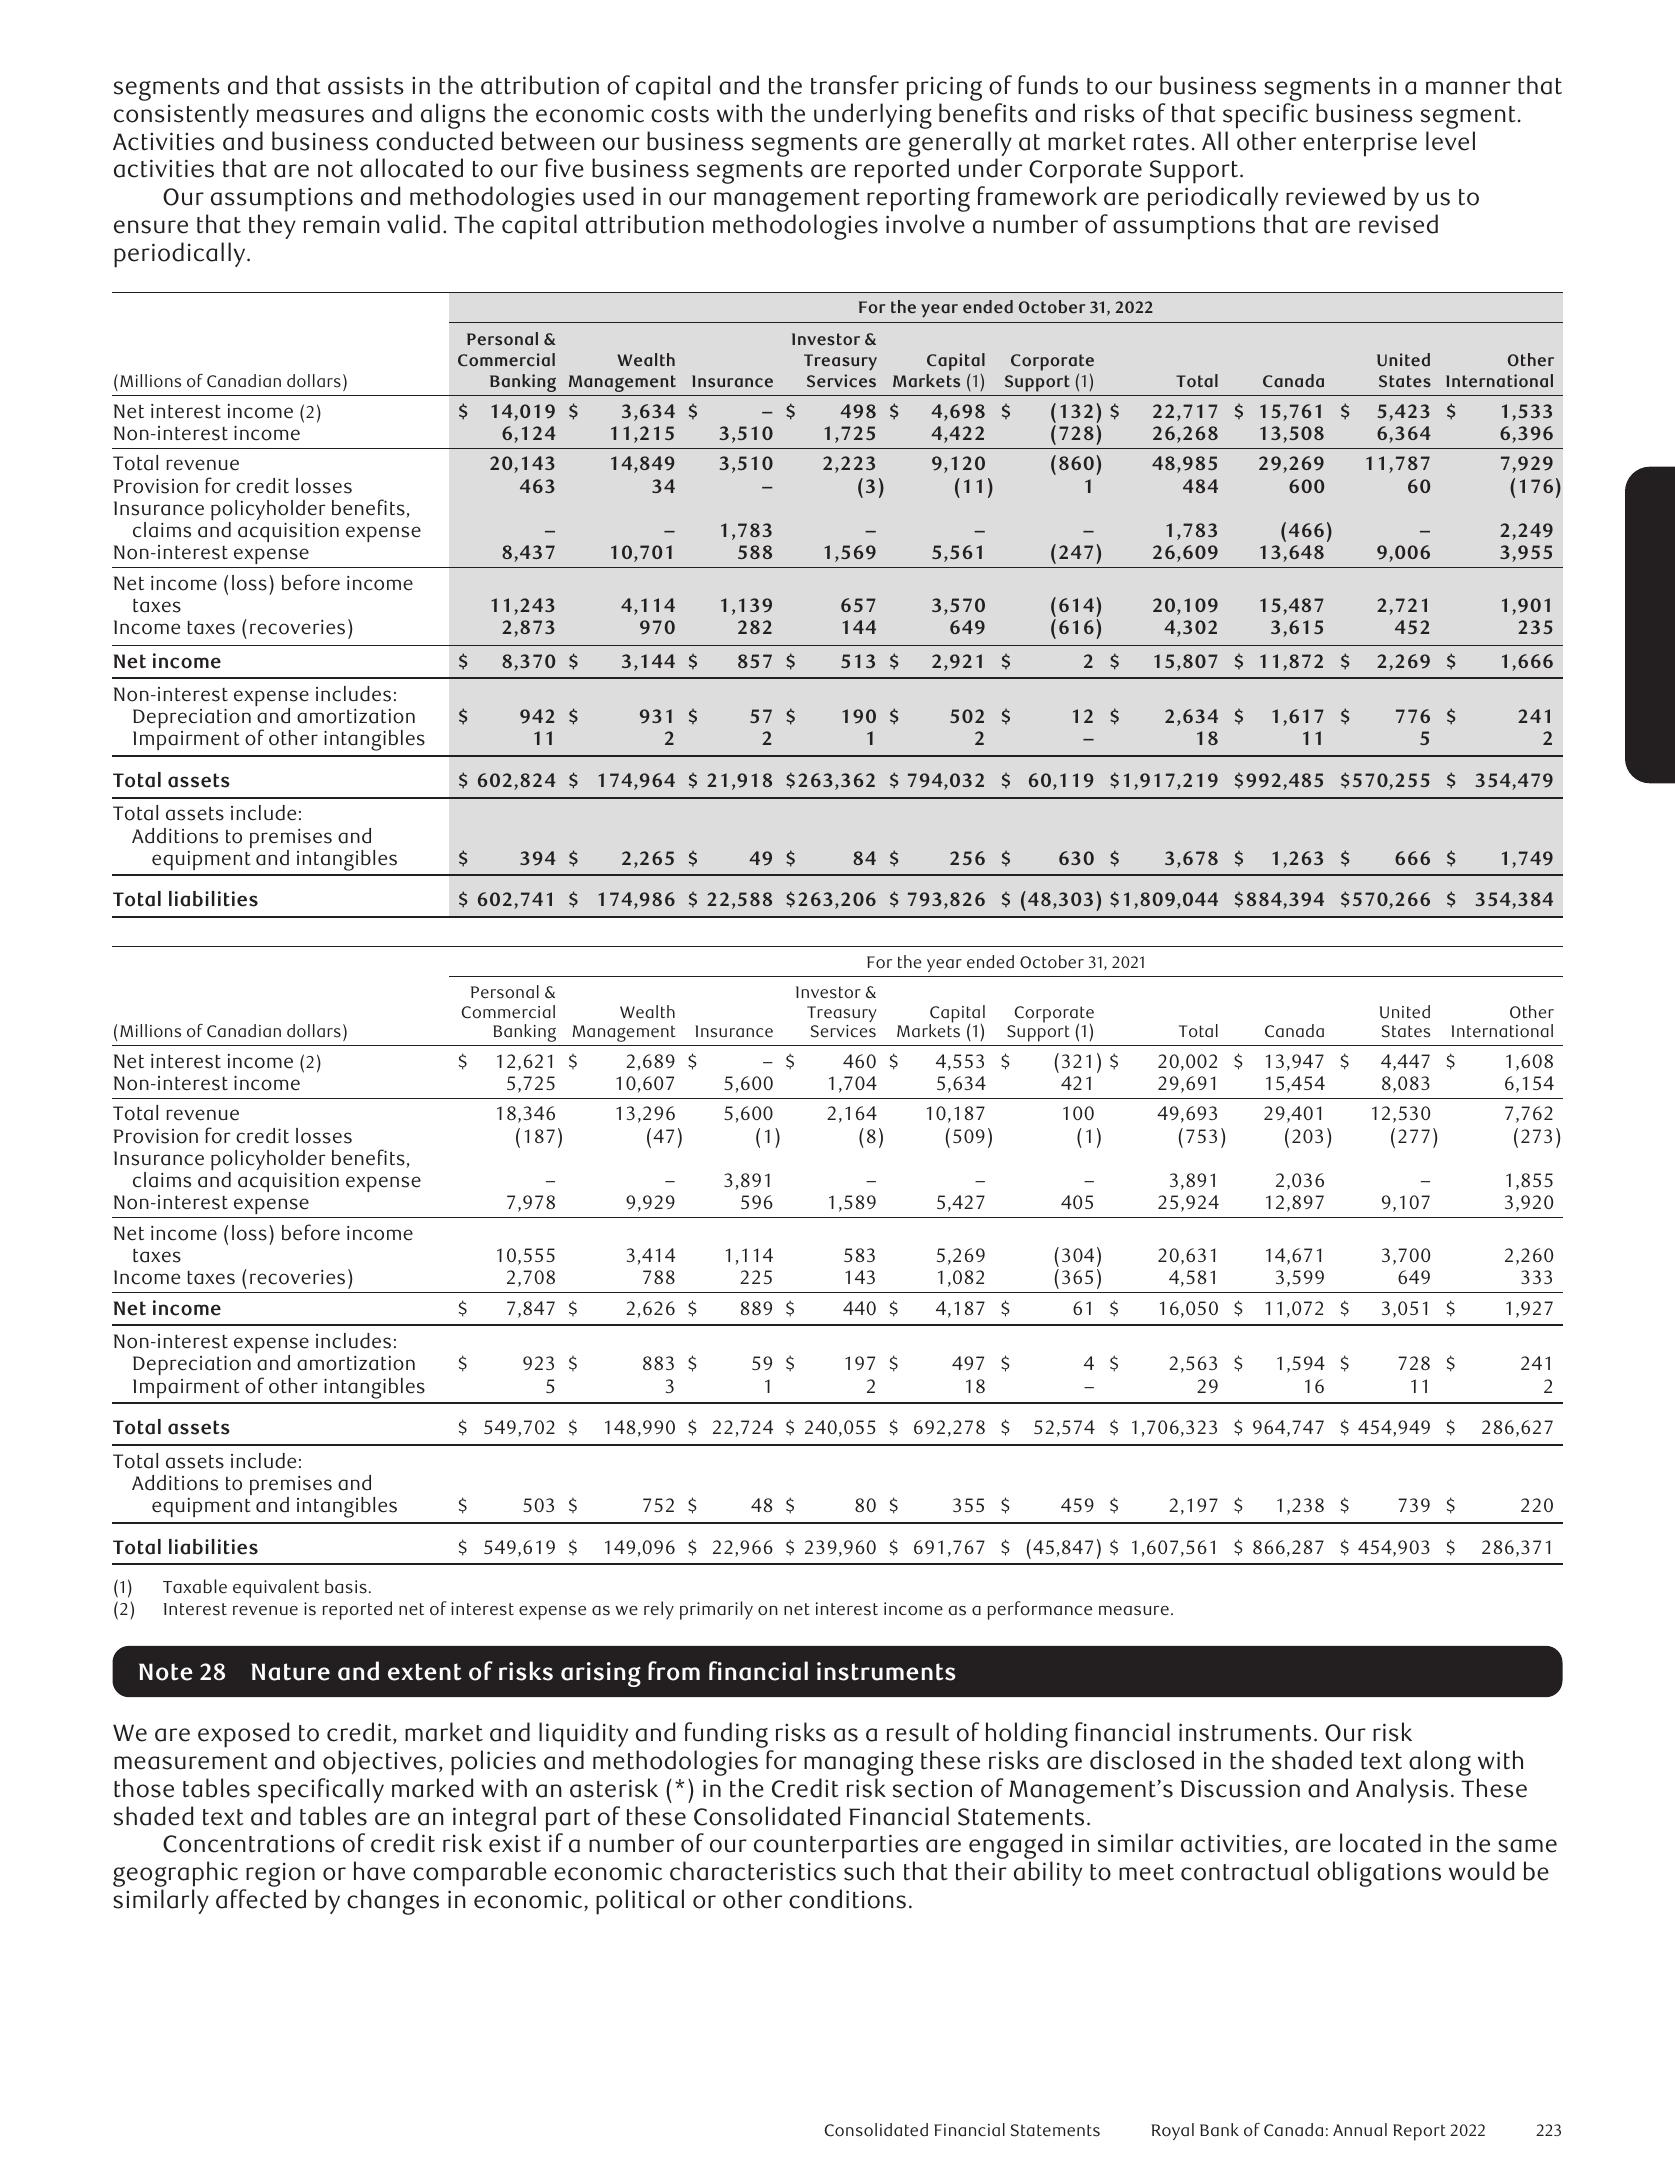 segments and that assists in the attribution of capital and the transfer pricing of funds to our business segments in a manner that
consistently measures and aligns the economic costs with the underlying benefits and risks of that specific business segment.
Activities and business conducted between our business segments are generally at market rates. All other enterprise level
activities that are not allocated to our five business segments are reported under Corporate Support.
Our assumptions and methodologies used in our management reporting framework are periodically reviewed by us to
ensure that they remain valid. The capital attribution methodologies involve a number of assumptions that are revised
periodically.
For the year ended October 31, 2022
(Millions of Canadian dollars) Personal & Commercial Banking Wealth Management Insurance Investor & Treasury Services Capital Markets (1) Corporate Support (1) Total Canada United States Other International
Net interest income (2) $ 14,019 $ 3,634 $ – $ 498 $ 4,698 $ (132) $ 22,717 $ 15,761 $ 5,423 $ 1,533
Non-interest income 6,124 11,215 3,510 1,725 4,422 (728) 26,268 13,508 6,364 6,396
Total revenue 20,143 14,849 3,510 2,223 9,120 (860) 48,985 29,269 11,787 7,929
Provision for credit losses 463 34 – (3) (11) 1 484 600 60 (176)
Insurance policyholder benefits,
claims and acquisition expense – – 1,783 – – – 1,783 (466) – 2,249
Non-interest expense 8,437 10,701 588 1,569 5,561 (247) 26,609 13,648 9,006 3,955
Net income (loss) before income
taxes 11,243 4,114 1,139 657 3,570 (614) 20,109 15,487 2,721 1,901
Income taxes (recoveries) 2,873 970 282 144 649 (616) 4,302 3,615 452 235
Net income $ 8,370 $ 3,144 $ 857 $ 513 $ 2,921 $ 2 $ 15,807 $ 11,872 $ 2,269 $ 1,666
Non-interest expense includes:
Depreciation and amortization $ 942 $ 931 $ 57 $ 190 $ 502 $ 12 $ 2,634 $ 1,617 $ 776 $ 241
Impairment of other intangibles 11 2 2 1 2 – 18 11 5 2
Total assets $ 602,824 $ 174,964 $ 21,918 $263,362 $ 794,032 $ 60,119 $1,917,219 $992,485 $570,255 $ 354,479
Total assets include:
Additions to premises and
equipment and intangibles $ 394 $ 2,265 $ 49 $ 84 $ 256 $ 630 $ 3,678 $ 1,263 $ 666 $ 1,749
Total liabilities $ 602,741 $ 174,986 $ 22,588 $263,206 $ 793,826 $ (48,303) $1,809,044 $884,394 $570,266 $ 354,384
For the year ended October 31, 2021
(Millions of Canadian dollars) Personal & Commercial Banking Wealth Management Insurance Investor & Treasury Services Capital Markets (1) Corporate Support (1) Total Canada United States Other International
Net interest income (2) $ 12,621 $ 2,689 $ – $ 460 $ 4,553 $ (321) $ 20,002 $ 13,947 $ 4,447 $ 1,608
Non-interest income 5,725 10,607 5,600 1,704 5,634 421 29,691 15,454 8,083 6,154
Total revenue 18,346 13,296 5,600 2,164 10,187 100 49,693 29,401 12,530 7,762
Provision for credit losses (187) (47) (1) (8) (509) (1) (753) (203) (277) (273)
Insurance policyholder benefits,
claims and acquisition expense – – 3,891 – – – 3,891 2,036 – 1,855
Non-interest expense 7,978 9,929 596 1,589 5,427 405 25,924 12,897 9,107 3,920
Net income (loss) before income
taxes 10,555 3,414 1,114 583 5,269 (304) 20,631 14,671 3,700 2,260
Income taxes (recoveries) 2,708 788 225 143 1,082 (365) 4,581 3,599 649 333
Net income $ 7,847 $ 2,626 $ 889 $ 440 $ 4,187 $ 61 $ 16,050 $ 11,072 $ 3,051 $ 1,927
Non-interest expense includes:
Depreciation and amortization $ 923 $ 883 $ 59 $ 197 $ 497 $ 4 $ 2,563 $ 1,594 $ 728 $ 241
Impairment of other intangibles 5 3 1 2 18 – 29 16 11 2
Total assets $ 549,702 $ 148,990 $ 22,724 $ 240,055 $ 692,278 $ 52,574 $ 1,706,323 $ 964,747 $ 454,949 $ 286,627
Total assets include:
Additions to premises and
equipment and intangibles $ 503 $ 752 $ 48 $ 80 $ 355 $ 459 $ 2,197 $ 1,238 $ 739 $ 220
Total liabilities $ 549,619 $ 149,096 $ 22,966 $ 239,960 $ 691,767 $ (45,847) $ 1,607,561 $ 866,287 $ 454,903 $ 286,371
(1) Taxable equivalent basis.
(2) Interest revenue is reported net of interest expense as we rely primarily on net interest income as a performance measure.
Note 28 Nature and extent of risks arising from financial instruments
We are exposed to credit, market and liquidity and funding risks as a result of holding financial instruments. Our risk
measurement and objectives, policies and methodologies for managing these risks are disclosed in the shaded text along with
those tables specifically marked with an asterisk (*) in the Credit risk section of Management’s Discussion and Analysis. These
shaded text and tables are an integral part of these Consolidated Financial Statements.
Concentrations of credit risk exist if a number of our counterparties are engaged in similar activities, are located in the same
geographic region or have comparable economic characteristics such that their ability to meet contractual obligations would be
similarly affected by changes in economic, political or other conditions.
Consolidated Financial Statements Royal Bank of Canada: Annual Report 2022 223